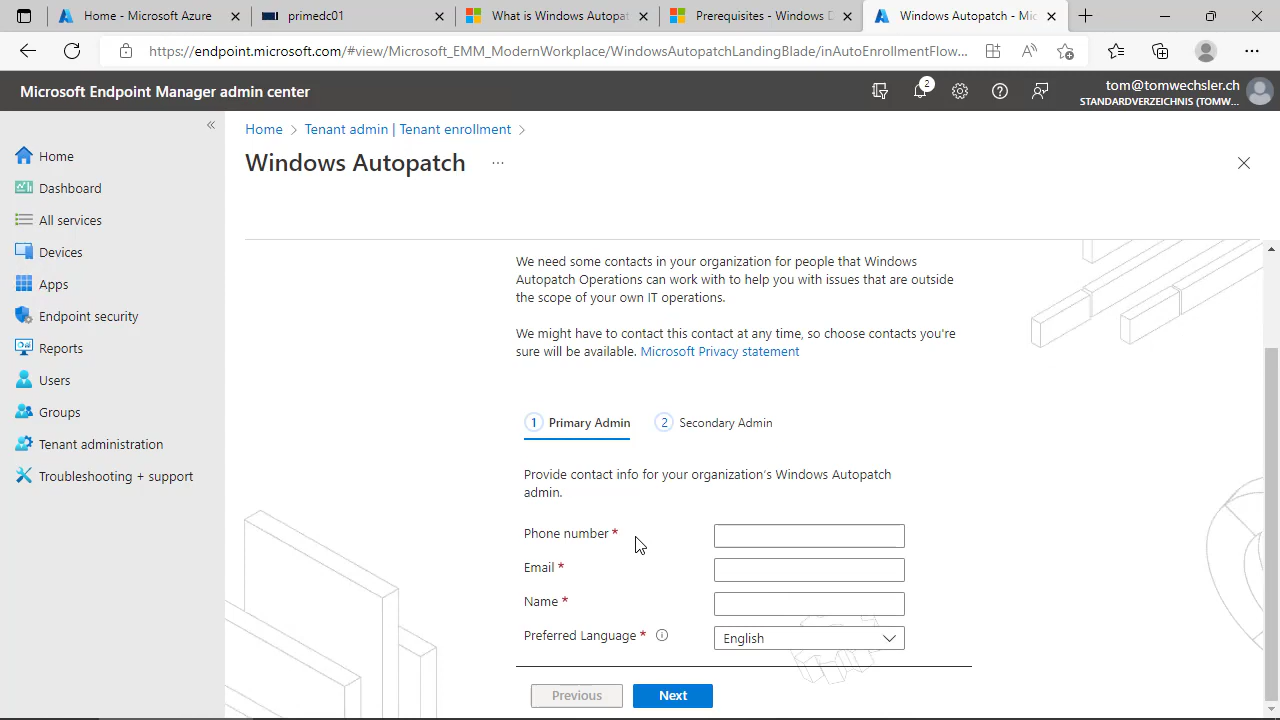 Home - Microsoft Azure
primedc01
What is Windows Autopat
Prerequisites - Windows D
Windows Autopatch - Mic
https://endpoint.microsoft.com/#view/Microsoft_EMM_ModernWorkplace/WindowsAutopatchLandingBlade/inAutoEnrollmentFlow...
Microsoft Endpoint Manager admin center
2
tom@tomwechsler.ch
STANDARDVERZEICHNIS (TOMW...
Home
Dashboard
All services
Devices
Apps
Endpoint security
Reports
Users
Groups
Tenant administration
Troubleshooting + support
Home > Tenant admin | Tenant enrollment >
Windows Autopatch ...
We need some contacts in your organization for people that Windows
Autopatch Operations can work with to help you with issues that are outside
the scope of your own IT operations.
We might have to contact this contact at any time, so choose contacts you're
sure will be available. Microsoft Privacy statement
1 Primary Admin
2 Secondary Admin
Provide contact info for your organization's Windows Autopatch
admin.
Phone number *
Email *
Name *
Preferred Language *
English
Previous
Next